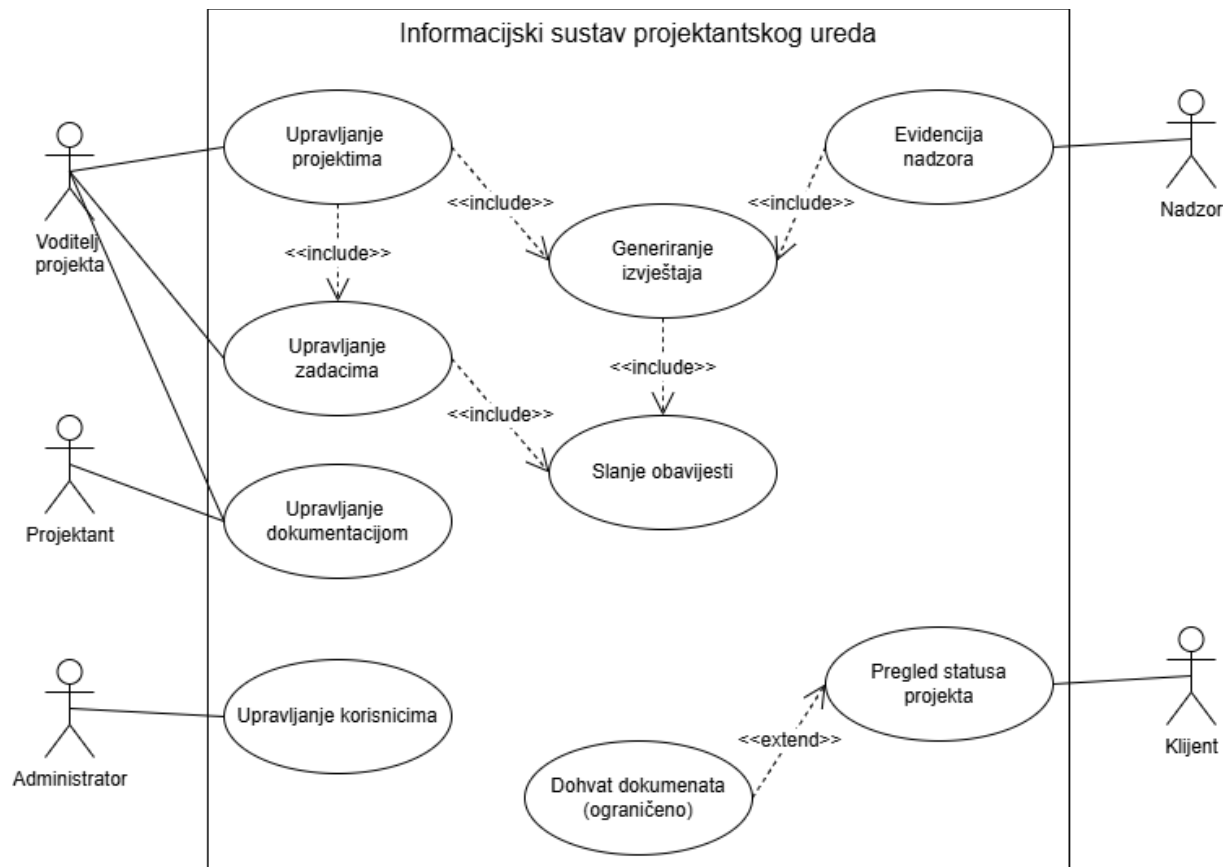 Informacijski sustav projektantskog ureda
Upravljanje
projektima
Evidencija
nadzora
Voditelj
projekta
Nadzor
<<include>>
<<include>>
<<include>>
Generiranje
izvještaja
Upravljanje
zadacima
<<include>>
<<include>>
Slanje obavijesti
Projektant
Upravljanje
dokumentacijom
Administrator
Upravljanje korisnicima
Pregled statusa
projekta
Klijent
<<extend>>
Dohvat dokumenata
(ograničeno)